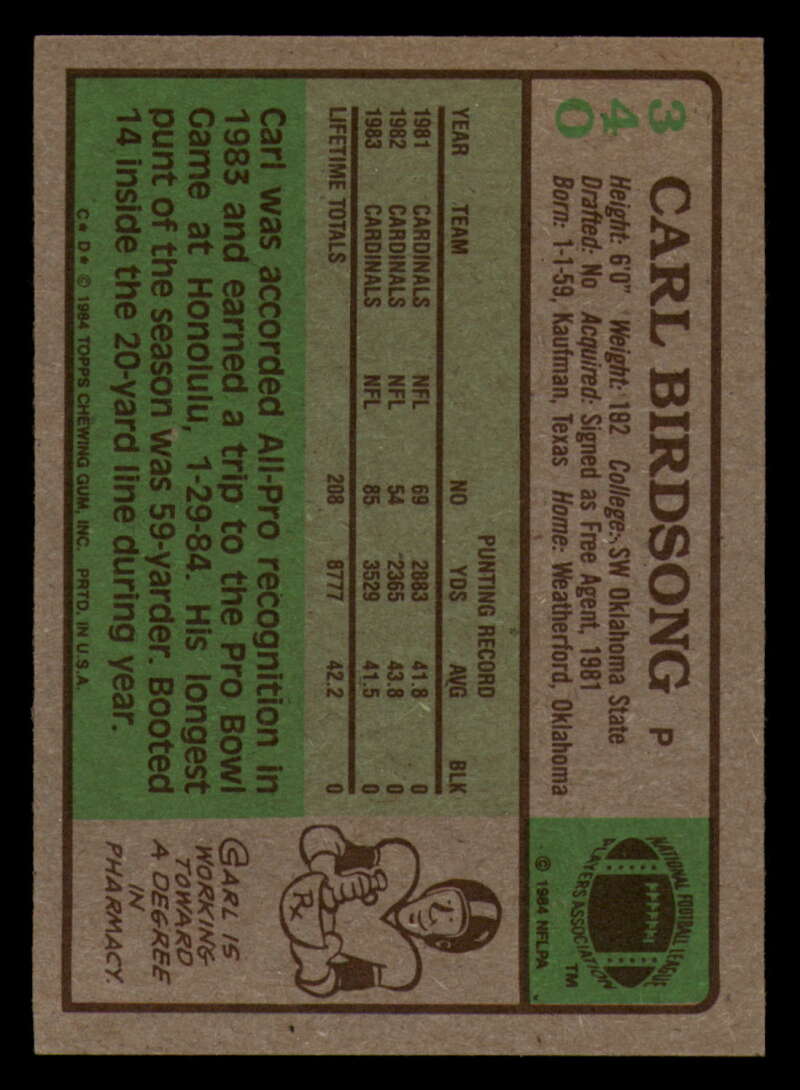 340
CARL BIRDSONG P
Height: 6'0" Weight: 182 College: SW Oklahoma State
Drafted: No Acquired: Signed as Free Agent, 1981
Born: 1-1-59, Kaufman, Texas Home: Weatherford, Oklahoma
NATIONAL FOOTBALL LEAGUE
PLAYERS ASSOCIATION
TM
© 1984 NFLPA
PUNTING RECORD
YEAR TEAM NO YDS AVG BLK
1981 CARDINALS NFL 69 2883 41.8 0
1982 CARDINALS NFL 54 2365 43.8 0
1983 CARDINALS NFL 85 3529 41.5 0
LIFETIME TOTALS 208 8777 42.2 0
Carl was accorded All-Pro recognition in
1983 and earned a trip to the Pro Bowl
Game at Honolulu, 1-29-84. His longest
punt of the season was 59-yarder. Booted
14 inside the 20-yard line during year.
C* D* © 1984 TOPPS CHEWING GUM, INC. PRTD. IN U.S.A.
Rx
CARL IS
WORKING
TOWARD
A DEGREE
IN
PHARMACY.